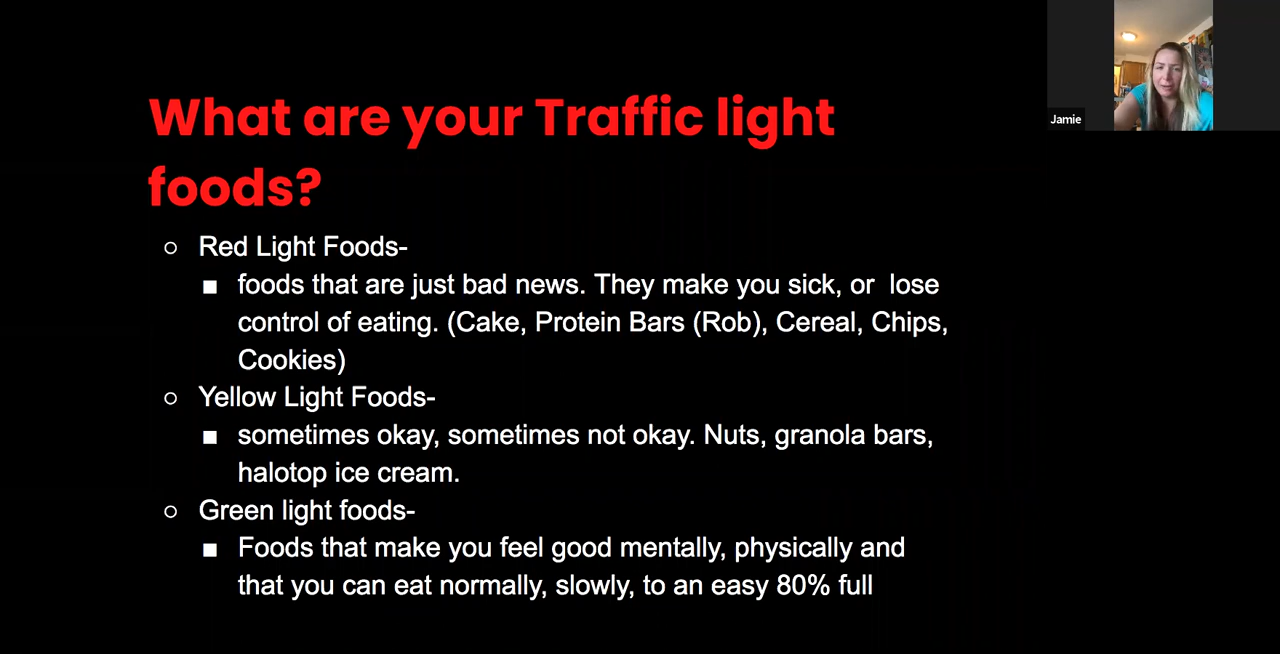 What are your Traffic light
foods?
Jamie
○ Red Light Foods-
■ foods that are just bad news. They make you sick, or  lose
control of eating. (Cake, Protein Bars (Rob), Cereal, Chips,
Cookies)
○ Yellow Light Foods-
■ sometimes okay, sometimes not okay. Nuts, granola bars,
halotop ice cream.
○ Green light foods-
■ Foods that make you feel good mentally, physically and
that you can eat normally, slowly, to an easy 80% full